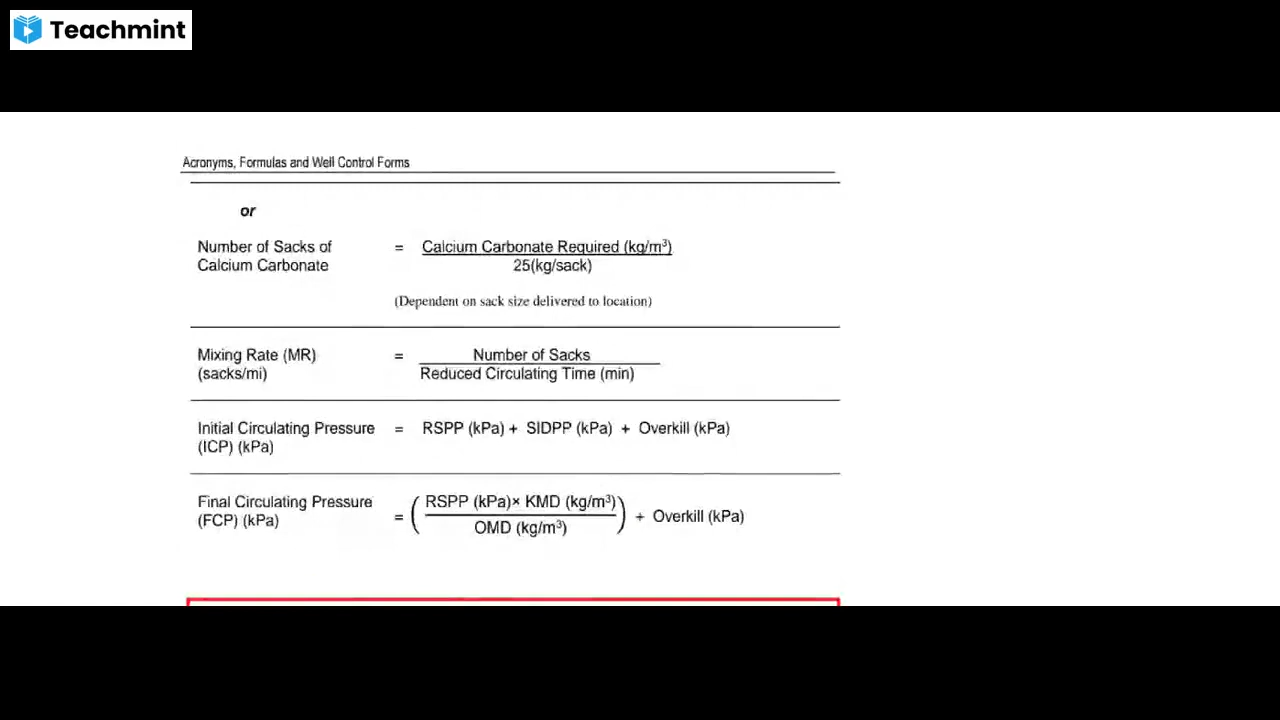 Teachmint
Acronyms, Formulas and Well Control Forms
or
Number of Sacks of = Calcium Carbonate Required (kg/m³)
Calcium Carbonate 25(kg/sack)
(Dependent on sack size delivered to location)
Mixing Rate (MR) = Number of Sacks
(sacks/mi) Reduced Circulating Time (min)
Initial Circulating Pressure = RSPP (kPa) + SIDPP (kPa) + Overkill (kPa)
(ICP) (kPa)
Final Circulating Pressure ( RSPP (kPa)× KMD (kg/m³) )
(FCP) (kPa) = OMD (kg/m³) + Overkill (kPa)